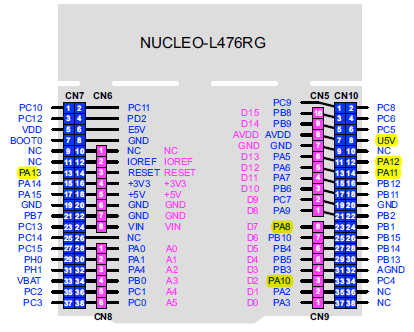 NUCLEO-L476RG
CN7 CN6 CN5 CN10
PC10 1 2 PC11 PC9 1 2 PC8
PC12 3 4 PD2 D15 PB8 10 3 4 PC6
VDD 5 6 E5V D14 PB9 9 5 6 PC5
BOOT0 7 8 GND AVDD AVDD 8 7 8 U5V
NC 9 10 NC 1 NC GND GND 7 9 10 NC
NC 11 12 IOREF 2 IOREF D13 PA5 6 11 12 PA12
PA13 13 14 RESET 3 RESET D12 PA6 5 13 14 PA11
PA14 15 16 +3V3 4 +3V3 D11 PA7 4 15 16 PB12
PA15 17 18 +5V 5 +5V D10 PB6 3 17 18 PB11
GND 19 20 GND 6 GND D9 PC7 2 19 20 GND
PB7 21 22 GND 7 GND D8 PA9 1 21 22 PB2
PC13 23 24 VIN 8 VIN D7 PA8 8 23 24 PB1
PC14 25 26 NC D6 PB10 7 25 26 PB15
PC15 27 28 PA0 1 A0 D5 PB4 6 27 28 PB14
PH0 29 30 PA1 2 A1 D4 PB5 5 29 30 PB13
PH1 31 32 PA4 3 A2 D3 PB3 4 31 32 AGND
VBAT 33 34 PB0 4 A3 D2 PA10 3 33 34 PC4
PC2 35 36 PC1 5 A4 D1 PA2 2 35 36 NC
PC3 37 38 PC0 6 A5 D0 PA3 1 37 38 NC
CN8 CN9